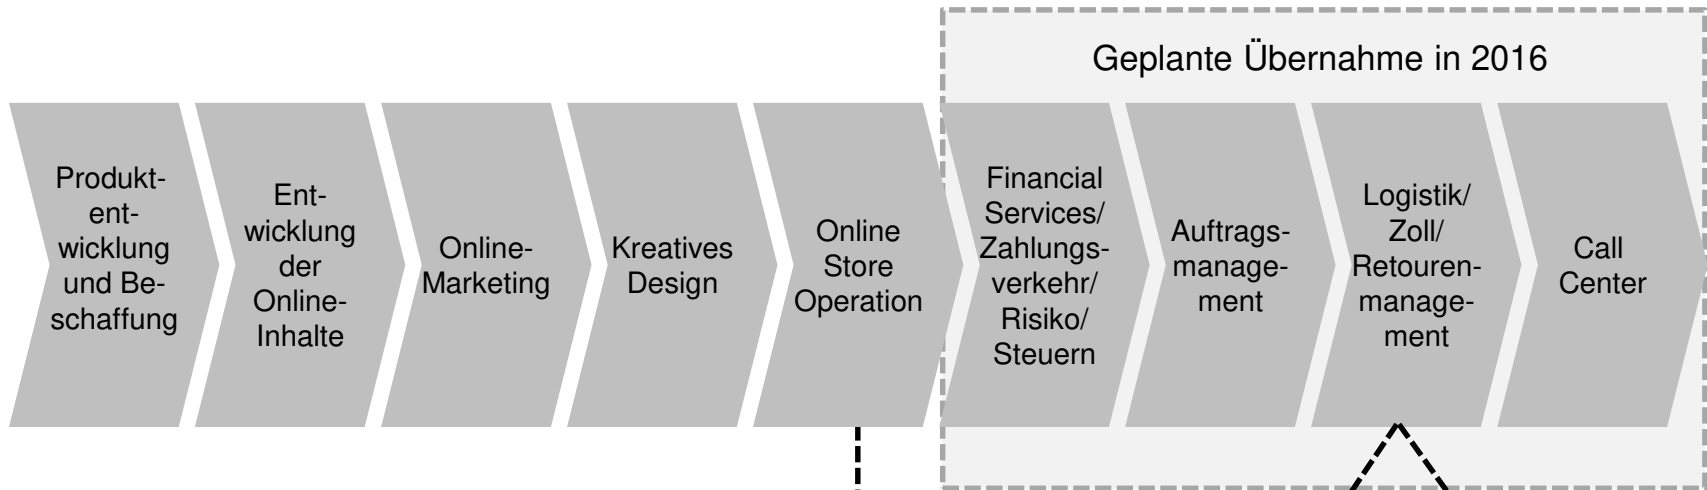 Geplante Übernahme in 2016
Produkt-
ent-
wicklung
und Be-
schaffung
Ent-
wicklung
der
Online-
Inhalte
Online-
Marketing
Kreatives
Design
Online
Store
Operation
Financial
Services/
Zahlungs-
verkehr/
Risiko/
Steuern
Auftrags-
manage-
ment
Logistik/
Zoll/
Retouren-
manage-
ment
Call
Center